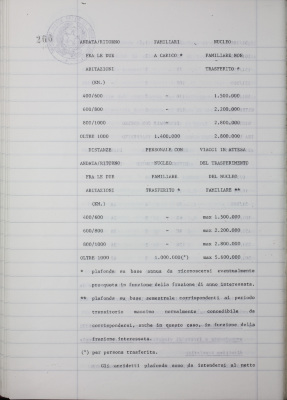 ANDATA/RITORNO FAMILIARI NUCLEO
FRA LE DUE A CARICO * FAMILIARE NON
ABITAZIONI TRASFERITO *
(KM.)
400/600 - 1.500.000
600/800 - 2.200.000
800/1000 - 2.800.000
OLTRE 1000 1.400.000 2.800.000
DISTANZE PERSONALE CON VIAGGI IN ATTESA
ANDATA/RITORNO NUCLEO DEL TRASFERIMENTO
FRA LE DUE FAMILIARE DEL NUCLEO
ABITAZIONI TRASFERITO * FAMILIARE **
(KM.)
400/600 - max 1.500.000
600/800 - max 2.200.000
800/1000 - max 2.800.000
OLTRE 1000 1.000.000(°) max 5.000.000
* plafonds su base annua da riconoscersi eventualmente
proquota in funzione della frazione di anno interessata.
** plafonds su base semestrale corrispondenti al periodo
transitorio massimo normalmente consentibile da
corrispondersi, anche in questo caso, in funzione della
frazione interessata.
(°) per persona trasferita.
Gli anzidetti plafonds sono da intendersi al netto